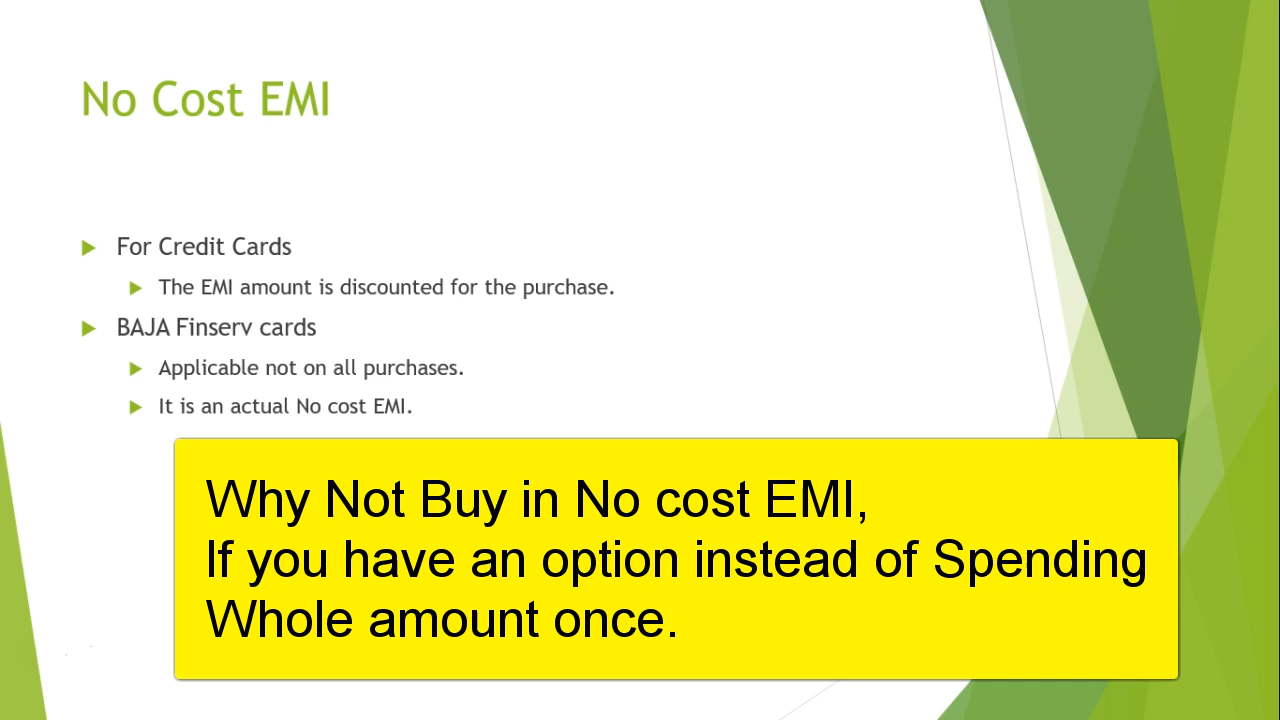 No Cost EMI
For Credit Cards
The EMI amount is discounted for the purchase.
BAJA Finserv cards
Applicable not on all purchases.
It is an actual No cost EMI.
Why Not Buy in No cost EMI,
If you have an option instead of Spending
Whole amount once.